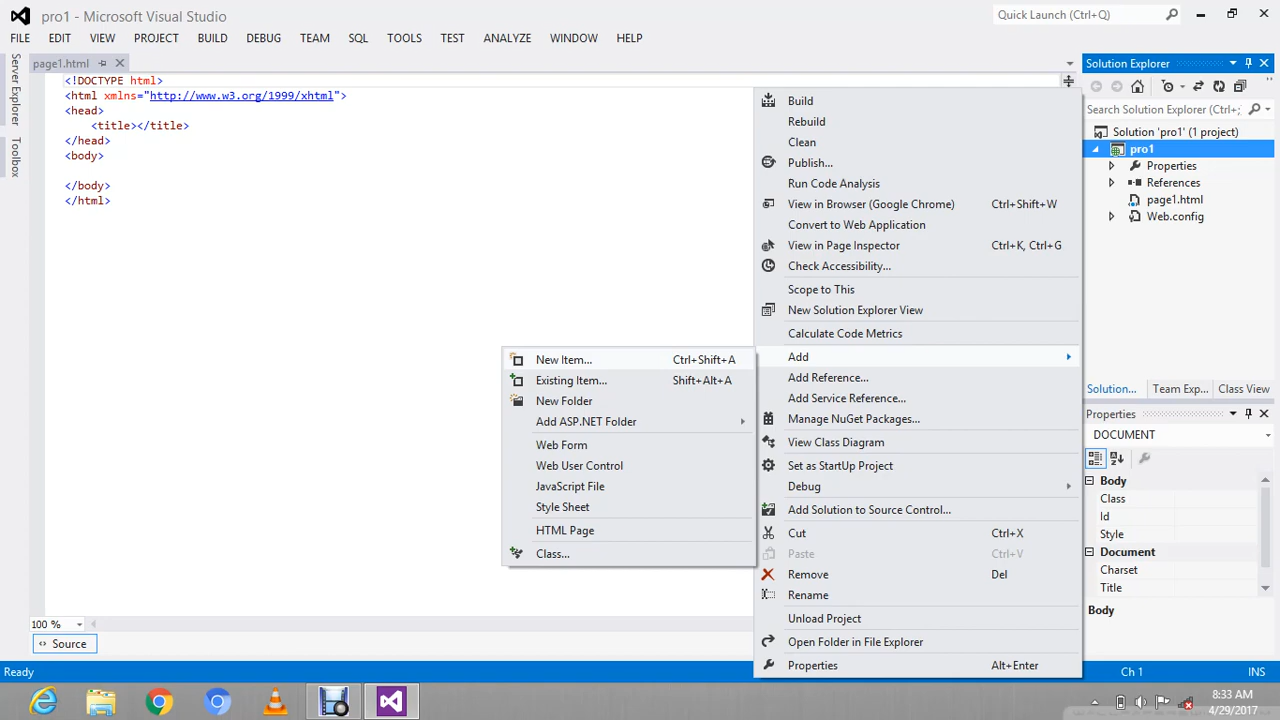 pro1 - Microsoft Visual Studio
Quick Launch (Ctrl+Q)
FILE EDIT VIEW PROJECT BUILD DEBUG TEAM SQL TOOLS TEST ANALYZE WINDOW HELP
Server Explorer
Toolbox
page1.html
<!DOCTYPE html>
<html xmlns="http://www.w3.org/1999/xhtml">
<head>
<title></title>
</head>
<body>
</body>
</html>
100 %
Source
New Item... Ctrl+Shift+A
Existing Item... Shift+Alt+A
New Folder
Add ASP.NET Folder
Web Form
Web User Control
JavaScript File
Style Sheet
HTML Page
Class...
Build
Rebuild
Clean
Publish...
Run Code Analysis
View in Browser (Google Chrome) Ctrl+Shift+W
Convert to Web Application
View in Page Inspector Ctrl+K, Ctrl+G
Check Accessibility...
Scope to This
New Solution Explorer View
Calculate Code Metrics
Add
Add Reference...
Add Service Reference...
Manage NuGet Packages...
View Class Diagram
Set as StartUp Project
Debug
Add Solution to Source Control...
Cut Ctrl+X
Paste Ctrl+V
Remove Del
Rename
Unload Project
Open Folder in File Explorer
Properties Alt+Enter
Solution Explorer
Search Solution Explorer (Ctrl+;
Solution 'pro1' (1 project)
pro1
Properties
References
page1.html
Web.config
Solution... Team Exp... Class View
Properties
DOCUMENT
Body
Class
Id
Style
Document
Charset
Title
Body
Ready
Ch 1
INS
8:33 AM
4/29/2017